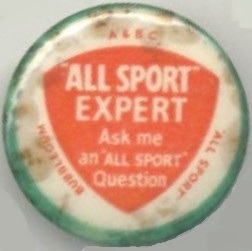 A&BC
"ALL SPORT"
EXPERT
Ask me
an "ALL SPORT"
Question
BUBBLEGUM
"ALL SPORT"